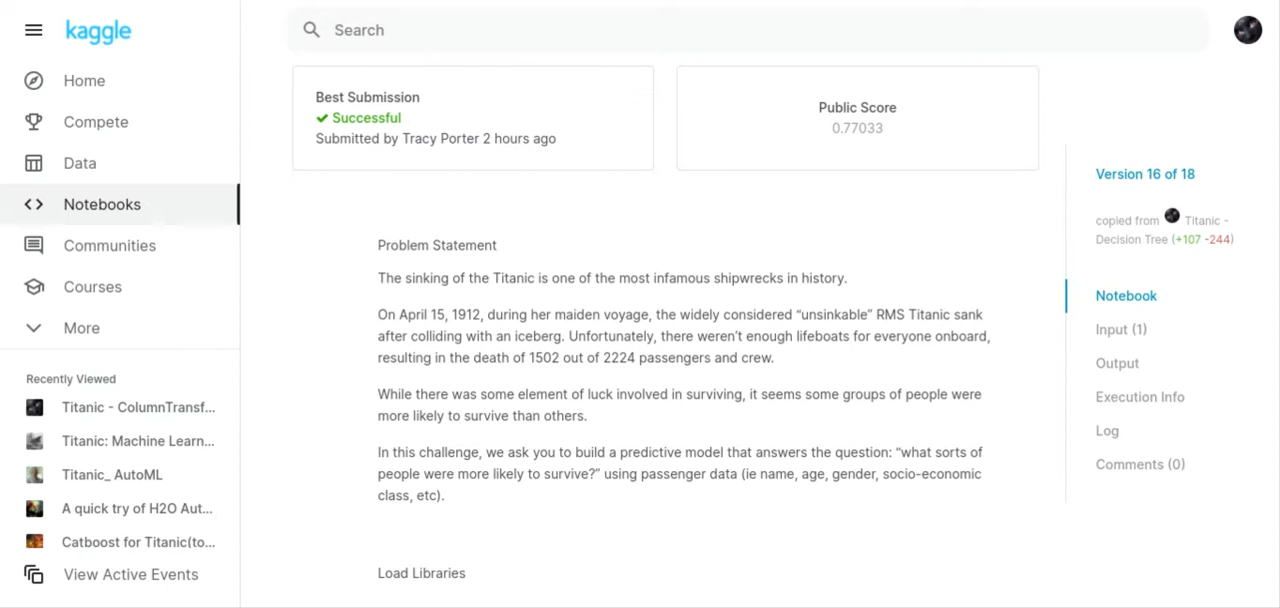 kaggle
Search
Home
Compete
Data
Notebooks
Communities
Courses
More
Recently Viewed
Titanic - ColumnTransf...
Titanic: Machine Learn...
Titanic_ AutoML
A quick try of H2O Aut...
Catboost for Titanic(to...
View Active Events
Best Submission
Successful
Submitted by Tracy Porter 2 hours ago
Public Score
0.77033
Problem Statement
The sinking of the Titanic is one of the most infamous shipwrecks in history.
On April 15, 1912, during her maiden voyage, the widely considered “unsinkable” RMS Titanic sank
after colliding with an iceberg. Unfortunately, there weren’t enough lifeboats for everyone onboard,
resulting in the death of 1502 out of 2224 passengers and crew.
While there was some element of luck involved in surviving, it seems some groups of people were
more likely to survive than others.
In this challenge, we ask you to build a predictive model that answers the question: “what sorts of
people were more likely to survive?” using passenger data (ie name, age, gender, socio-economic
class, etc).
Load Libraries
Version 16 of 18
copied from Titanic -
Decision Tree (+107 -244)
Notebook
Input (1)
Output
Execution Info
Log
Comments (0)